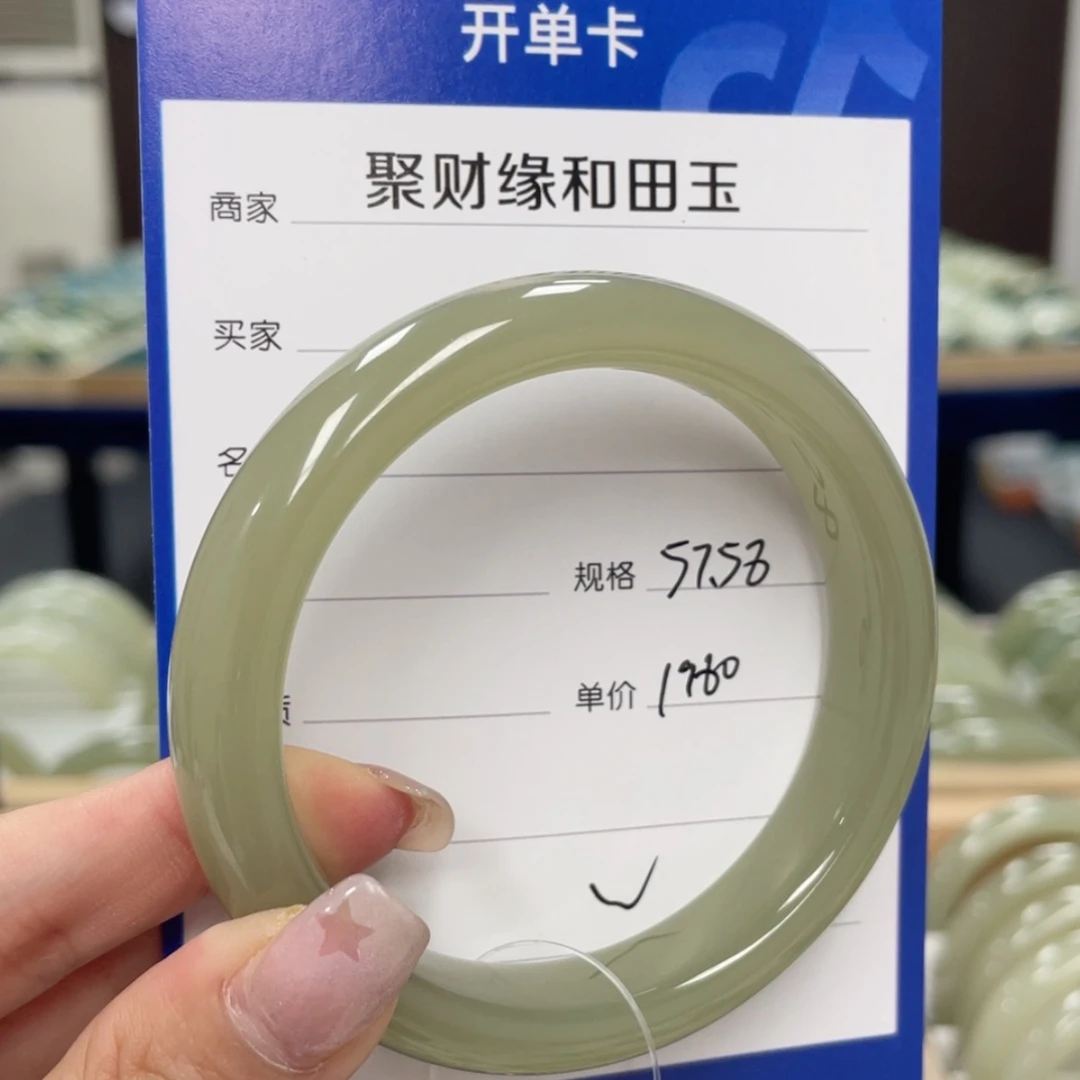 开单卡
商家 聚财缘和田玉
买家
名
规格 57.58
单价 1980